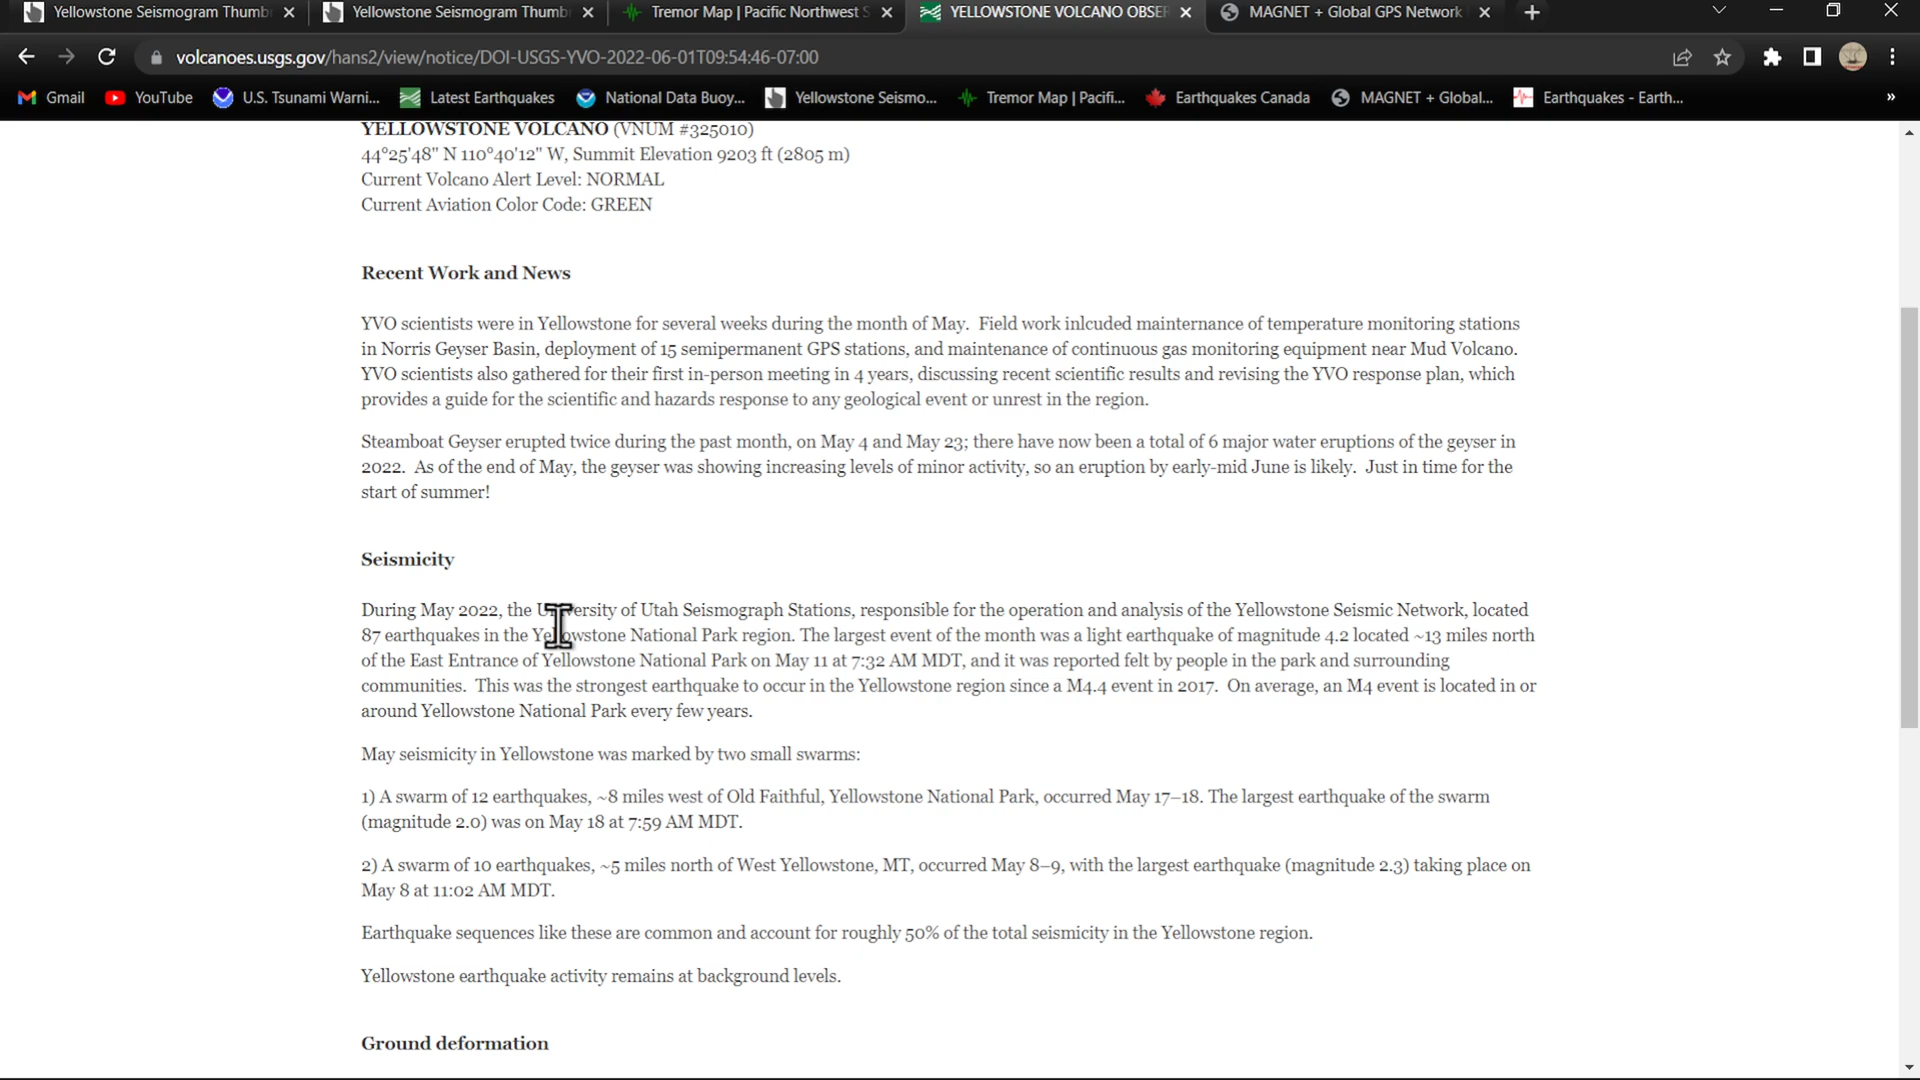 Yellowstone Seismogram Thumb
Yellowstone Seismogram Thumb
Tremor Map | Pacific Northwest S
YELLOWSTONE VOLCANO OBSER
MAGNET + Global GPS Network
volcanoes.usgs.gov/hans2/view/notice/DOI-USGS-YVO-2022-06-01T09:54:46-07:00
Gmail
YouTube
U.S. Tsunami Warni...
Latest Earthquakes
National Data Buoy...
Yellowstone Seismo...
Tremor Map | Pacifi...
Earthquakes Canada
MAGNET + Global...
Earthquakes - Earth...
YELLOWSTONE VOLCANO (VNUM #325010)
44°25'48" N 110°40'12" W, Summit Elevation 9203 ft (2805 m)
Current Volcano Alert Level: NORMAL
Current Aviation Color Code: GREEN
Recent Work and News
YVO scientists were in Yellowstone for several weeks during the month of May.  Field work inlcuded mainternance of temperature monitoring stations
in Norris Geyser Basin, deployment of 15 semipermanent GPS stations, and maintenance of continuous gas monitoring equipment near Mud Volcano.
YVO scientists also gathered for their first in-person meeting in 4 years, discussing recent scientific results and revising the YVO response plan, which
provides a guide for the scientific and hazards response to any geological event or unrest in the region.
Steamboat Geyser erupted twice during the past month, on May 4 and May 23; there have now been a total of 6 major water eruptions of the geyser in
2022.  As of the end of May, the geyser was showing increasing levels of minor activity, so an eruption by early-mid June is likely.  Just in time for the
start of summer!
Seismicity
During May 2022, the University of Utah Seismograph Stations, responsible for the operation and analysis of the Yellowstone Seismic Network, located
87 earthquakes in the Yellowstone National Park region. The largest event of the month was a light earthquake of magnitude 4.2 located ~13 miles north
of the East Entrance of Yellowstone National Park on May 11 at 7:32 AM MDT, and it was reported felt by people in the park and surrounding
communities.  This was the strongest earthquake to occur in the Yellowstone region since a M4.4 event in 2017.  On average, an M4 event is located in or
around Yellowstone National Park every few years.
May seismicity in Yellowstone was marked by two small swarms:
1) A swarm of 12 earthquakes, ~8 miles west of Old Faithful, Yellowstone National Park, occurred May 17–18. The largest earthquake of the swarm
(magnitude 2.0) was on May 18 at 7:59 AM MDT.
2) A swarm of 10 earthquakes, ~5 miles north of West Yellowstone, MT, occurred May 8–9, with the largest earthquake (magnitude 2.3) taking place on
May 8 at 11:02 AM MDT.
Earthquake sequences like these are common and account for roughly 50% of the total seismicity in the Yellowstone region.
Yellowstone earthquake activity remains at background levels.
Ground deformation